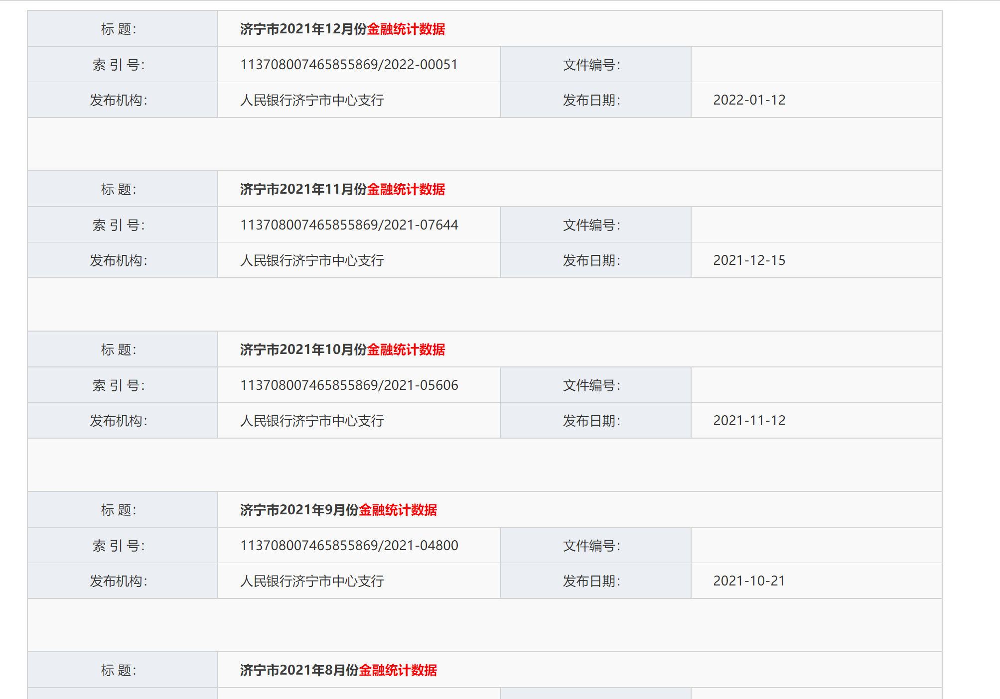 标 题： 济宁市2021年12月份金融统计数据
索 引 号： 113708007465855869/2022-00051 文件编号：
发布机构： 人民银行济宁市中心支行 发布日期： 2022-01-12
标 题： 济宁市2021年11月份金融统计数据
索 引 号： 113708007465855869/2021-07644 文件编号：
发布机构： 人民银行济宁市中心支行 发布日期： 2021-12-15
标 题： 济宁市2021年10月份金融统计数据
索 引 号： 113708007465855869/2021-05606 文件编号：
发布机构： 人民银行济宁市中心支行 发布日期： 2021-11-12
标 题： 济宁市2021年9月份金融统计数据
索 引 号： 113708007465855869/2021-04800 文件编号：
发布机构： 人民银行济宁市中心支行 发布日期： 2021-10-21
标 题： 济宁市2021年8月份金融统计数据